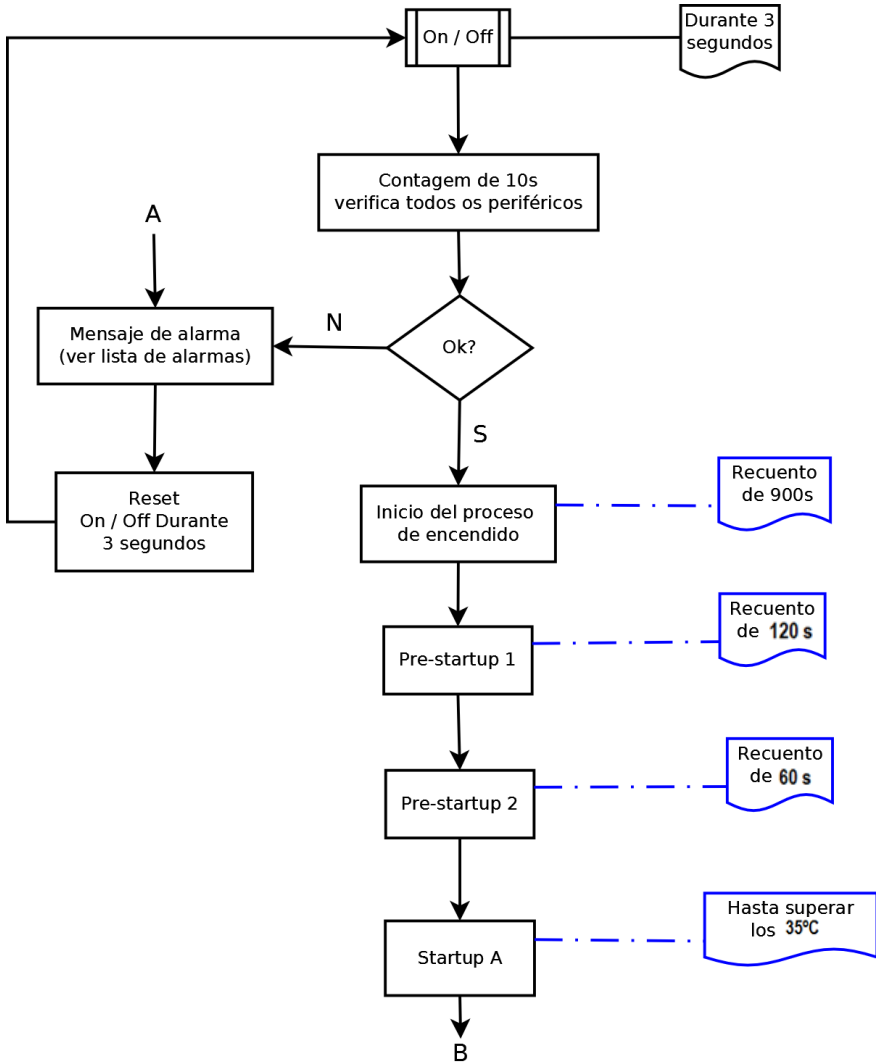 On / Off
Durante 3
segundos
Contagem de 10s
verifica todos os periféricos
A
Mensaje de alarma
(ver lista de alarmas)
N
Ok?
S
Reset
On / Off Durante
3 segundos
Inicio del proceso
de encendido
Recuento
de 900s
Pre-startup 1
Recuento
de 120 s
Pre-startup 2
Recuento
de 60 s
Startup A
Hasta superar
los 35ºC
B